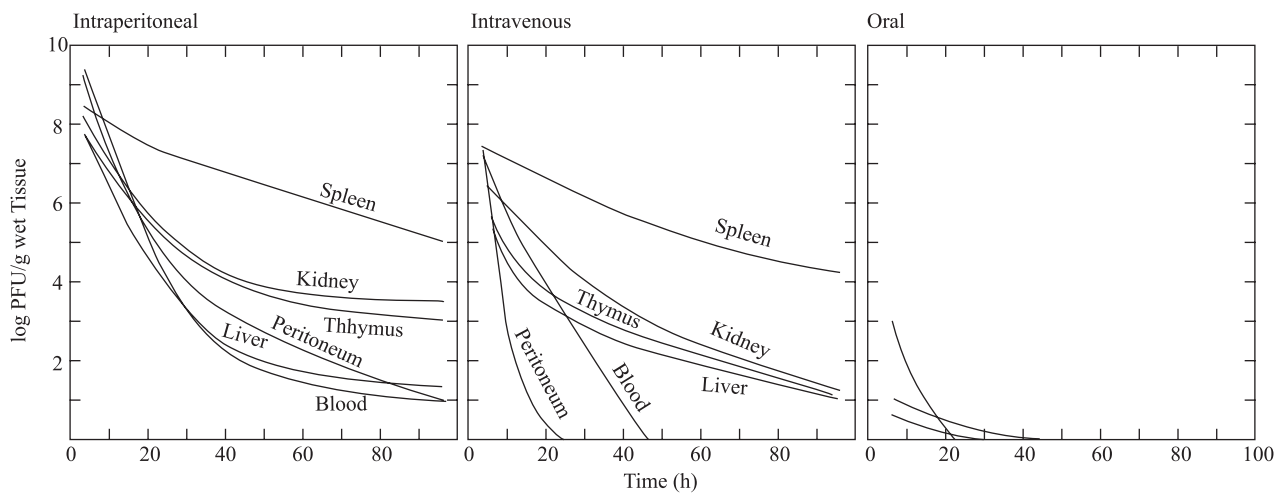 Intraperitoneal
Intravenous
Oral
10
8
6
4
2
log PFU/g wet Tissue
Spleen
Kidney
Thhymus
Peritoneum
Liver
Blood
Spleen
Thymus
Kidney
Peritoneum
Blood
Liver
0 20 40 60 80
0 20 40 60 80
0 20 40 60 80 100
Time (h)